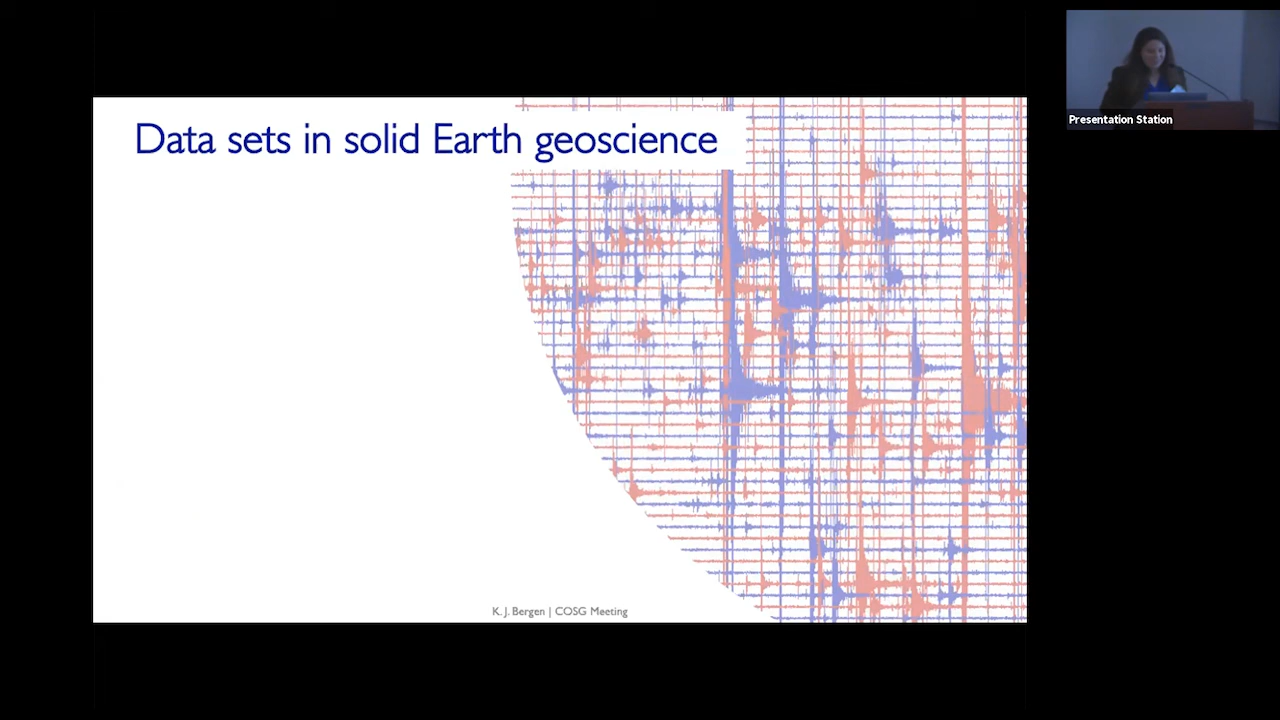 Data sets in solid Earth geoscience
Presentation Station
K. J. Bergen | COSG Meeting